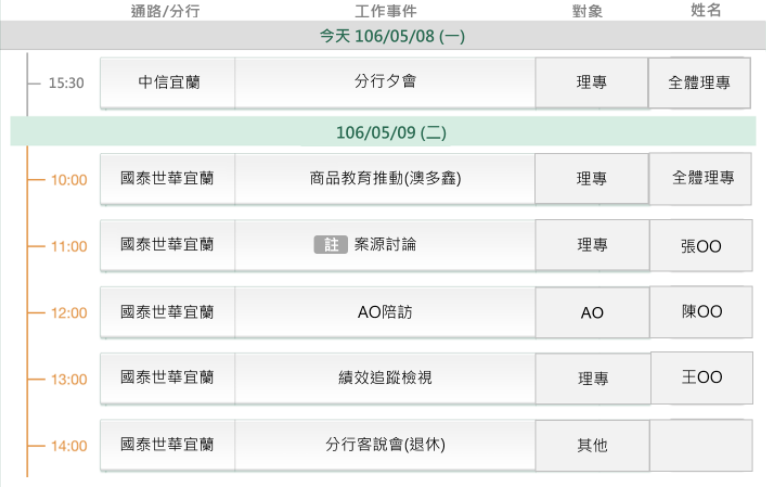 通路/分行 工作事件 對象 姓名
今天 106/05/08 (一)
15:30 中信宜蘭 分行夕會 理專 全體理專
106/05/09 (二)
10:00 國泰世華宜蘭 商品教育推動(澳多鑫) 理專 全體理專
11:00 國泰世華宜蘭 註 案源討論 理專 張OO
12:00 國泰世華宜蘭 AO陪訪 AO 陳OO
13:00 國泰世華宜蘭 績效追蹤檢視 理專 王OO
14:00 國泰世華宜蘭 分行客說會(退休) 其他